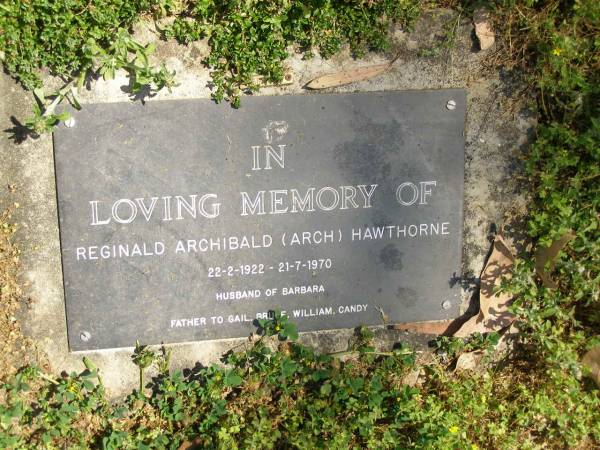 IN
LOVING MEMORY OF
REGINALD ARCHIBALD (ARCH) HAWTHORNE
22-2-1922 - 21-7-1970
HUSBAND OF BARBARA
FATHER TO GAIL, WILLIAM, CANDY